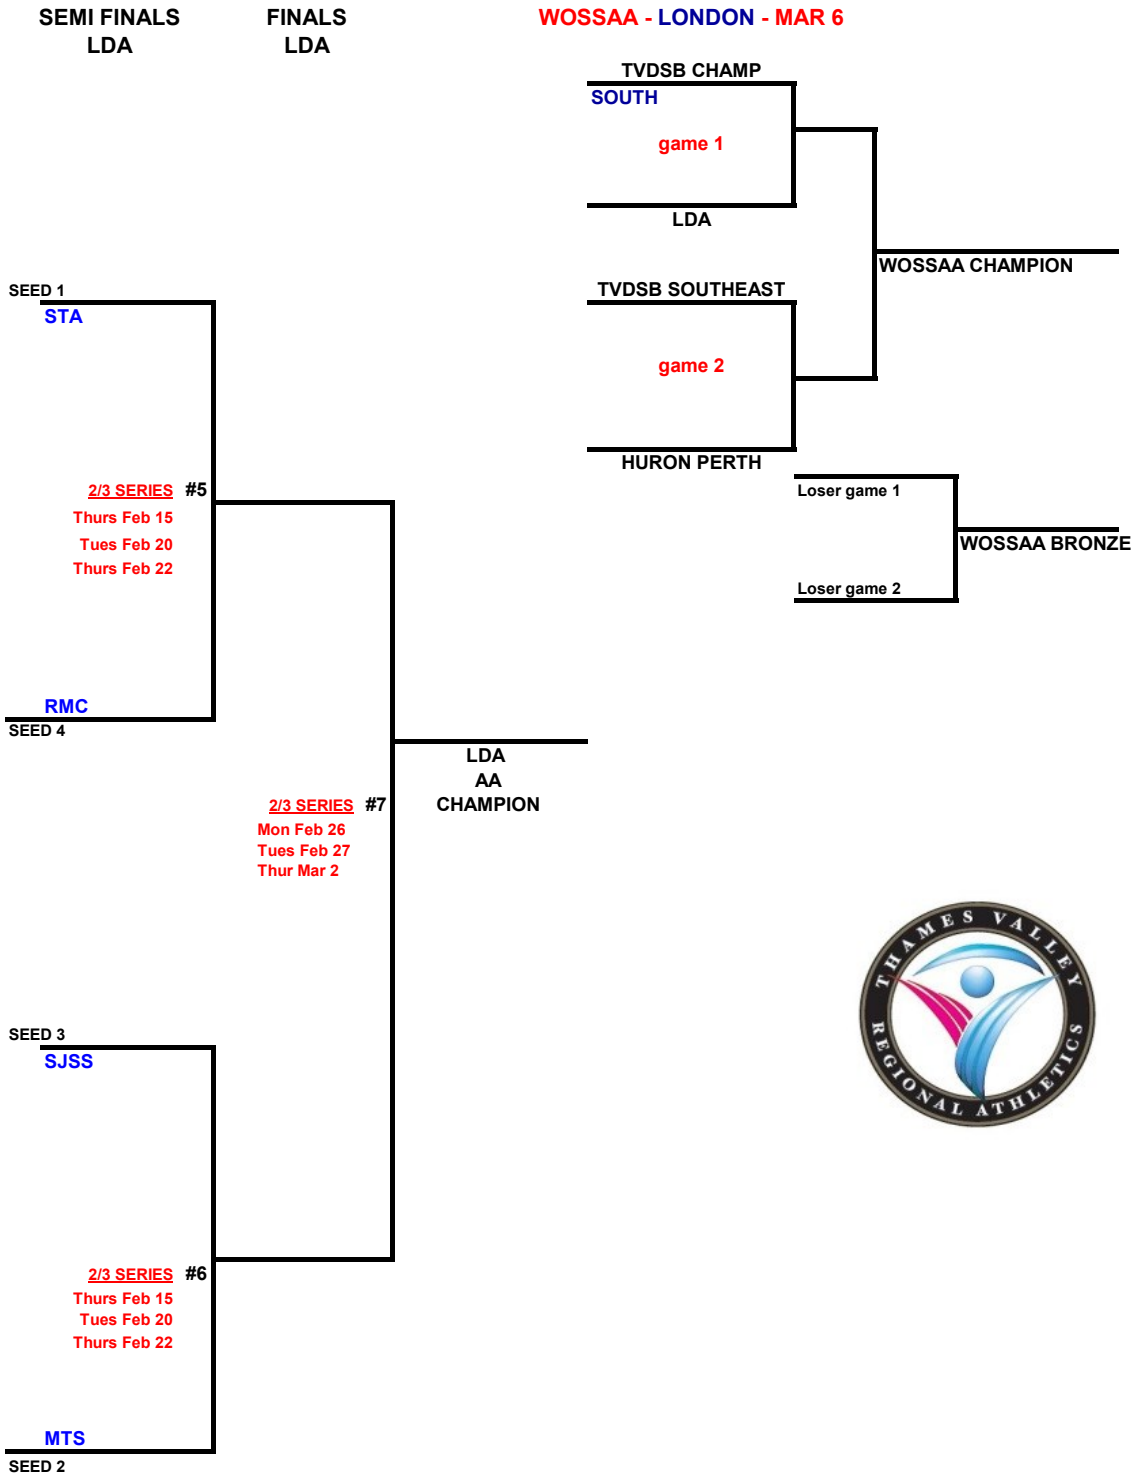 SEMI FINALS
LDA
FINALS
LDA
WOSSAA - LONDON - MAR 6
TVDSB CHAMP
SOUTH
game 1
LDA
WOSSAA CHAMPION
TVDSB SOUTHEAST
game 2
HURON PERTH
Loser game 1
WOSSAA BRONZE
Loser game 2
SEED 1
STA
2/3 SERIES #5
Thurs Feb 15
Tues Feb 20
Thurs Feb 22
RMC
SEED 4
LDA
AA
CHAMPION
2/3 SERIES #7
Mon Feb 26
Tues Feb 27
Thur Mar 2
SEED 3
SJSS
2/3 SERIES #6
Thurs Feb 15
Tues Feb 20
Thurs Feb 22
MTS
SEED 2
THAMES VALLEY
REGIONAL ATHLETICS